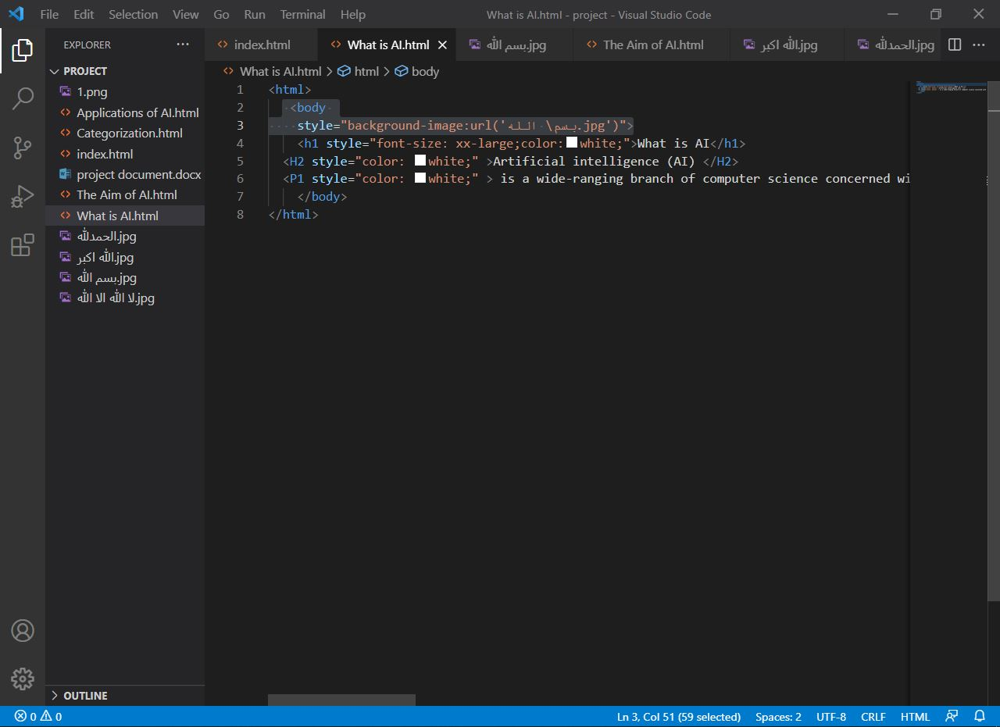 File Edit Selection View Go Run Terminal Help What is AI.html - project - Visual Studio Code
EXPLORER ···
index.html What is AI.html بسم الله.jpg The Aim of AI.html الله اكبر.jpg الحمدلله.jpg ···
PROJECT
1.png
Applications of AI.html
Categorization.html
index.html
project document.docx
The Aim of AI.html
What is AI.html
الحمدلله.jpg
الله اكبر.jpg
بسم الله.jpg
لا الله الا الله.jpg
OUTLINE
What is AI.html > html > body
1 <html>
2 <body
3 style="background-image:url('بسم\ الله.jpg')">
4 <h1 style="font-size: xx-large;color:white;">What is AI</h1>
5 <H2 style="color: white;" >Artificial intelligence (AI) </H2>
6 <P1 style="color: white;" > is a wide-ranging branch of computer science concerned wi
7 </body>
8 </html>
0 0 Ln 3, Col 51 (59 selected) Spaces: 2 UTF-8 CRLF HTML